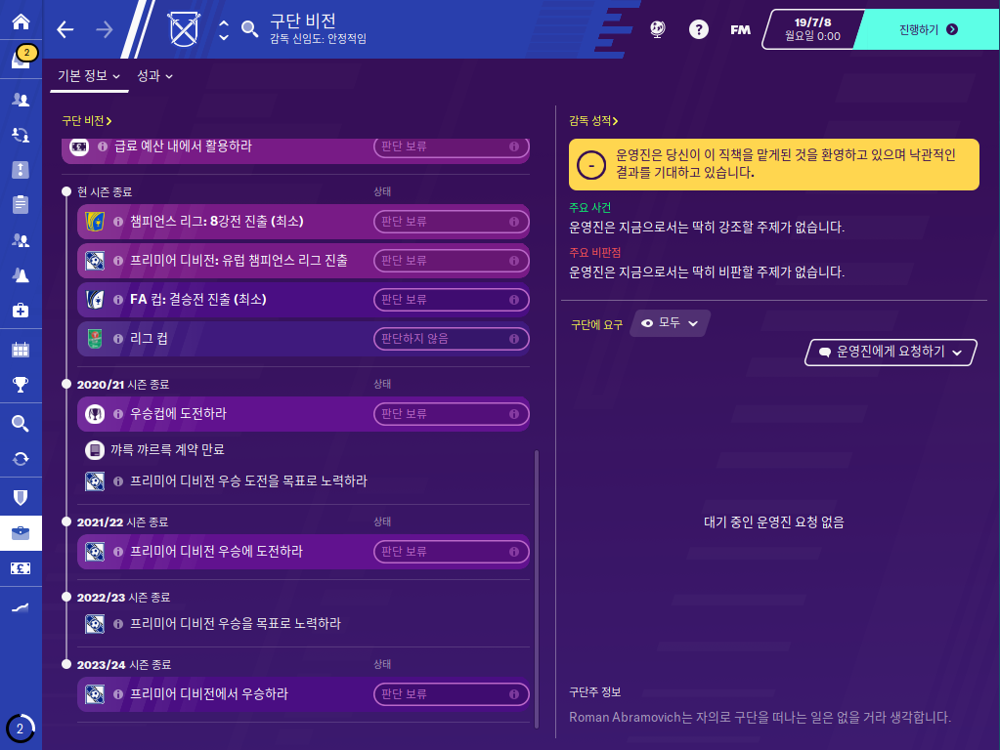 구단 비전
감독 신임도: 안정적임
FM
19/7/8
월요일 0:00
진행하기
2
기본 정보
성과
구단 비전
급료 예산 내에서 활용하라
판단 보류
현 시즌 종료
상태
챔피언스 리그: 8강전 진출 (최소)
판단 보류
프리미어 디비전: 유럽 챔피언스 리그 진출
판단 보류
FA 컵: 결승전 진출 (최소)
판단 보류
리그 컵
판단하지 않음
2020/21 시즌 종료
상태
우승컵에 도전하라
판단 보류
꺄륵 꺄르륵 계약 만료
프리미어 디비전 우승 도전을 목표로 노력하라
2021/22 시즌 종료
상태
프리미어 디비전 우승에 도전하라
판단 보류
2022/23 시즌 종료
프리미어 디비전 우승을 목표로 노력하라
2023/24 시즌 종료
상태
프리미어 디비전에서 우승하라
판단 보류
2
감독 성적
운영진은 당신이 이 직책을 맡게된 것을 환영하고 있으며 낙관적인
결과를 기대하고 있습니다.
주요 사건
운영진은 지금으로서는 딱히 강조할 주제가 없습니다.
주요 비판점
운영진은 지금으로서는 딱히 비판할 주제가 없습니다.
구단에 요구
모두
운영진에게 요청하기
대기 중인 운영진 요청 없음
구단주 정보
Roman Abramovich는 자의로 구단을 떠나는 일은 없을 거라 생각합니다.